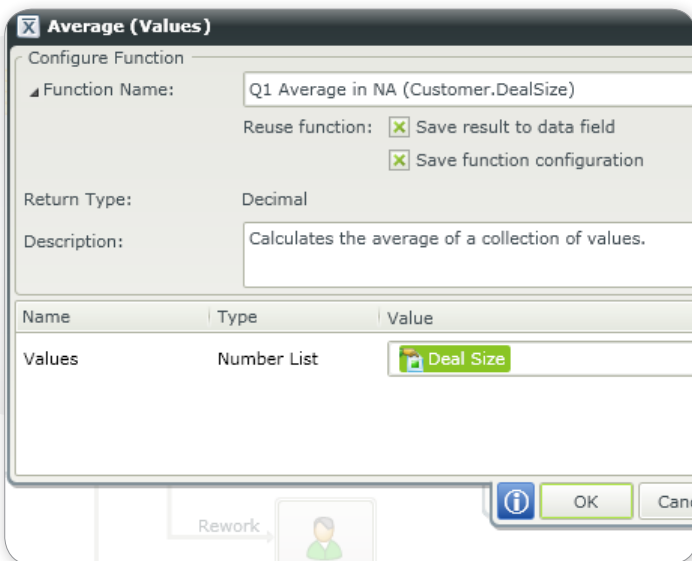 Average (Values)
Configure Function
Function Name: Q1 Average in NA (Customer.DealSize)
Reuse function: Save result to data field
Save function configuration
Return Type: Decimal
Description: Calculates the average of a collection of values.
Name Type Value
Values Number List Deal Size
OK
Rework